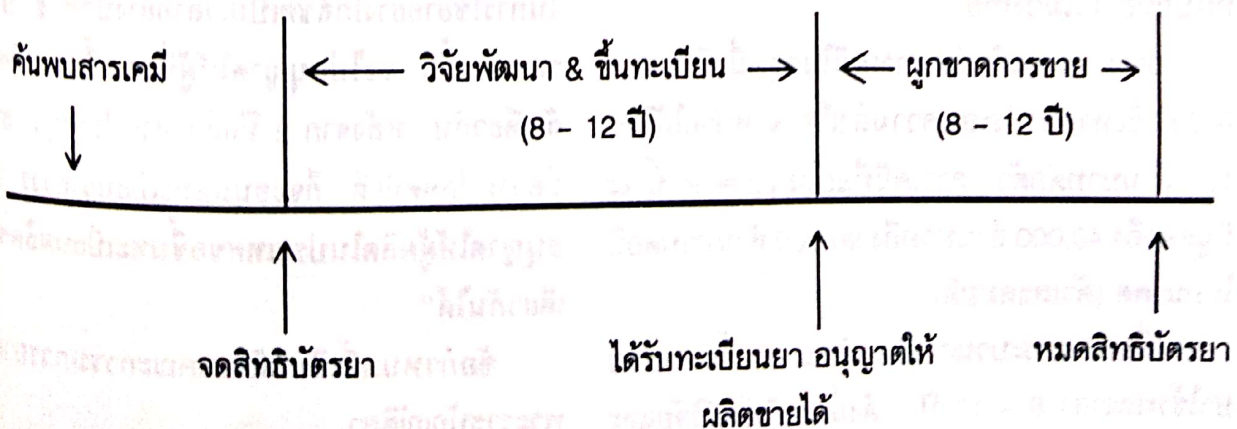 ค้นพบสารเคมี
วิจัยพัฒนา & ขึ้นทะเบียน
(8 – 12 ปี)
ผูกขาดการขาย
(8 – 12 ปี)
จดสิทธิบัตรยา
ได้รับทะเบียนยา อนุญาตให้
ผลิตขายได้
หมดสิทธิบัตรยา